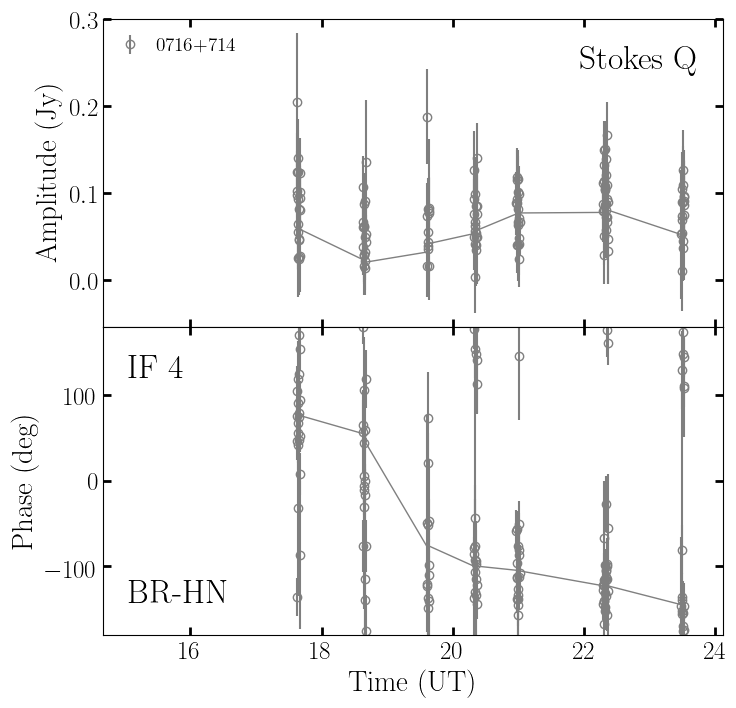 0716+714
Stokes Q
Amplitude (Jy)
0.3
0.2
0.1
0.0
IF 4
Phase (deg)
100
0
−100
BR-HN
16 18 20 22 24
Time (UT)